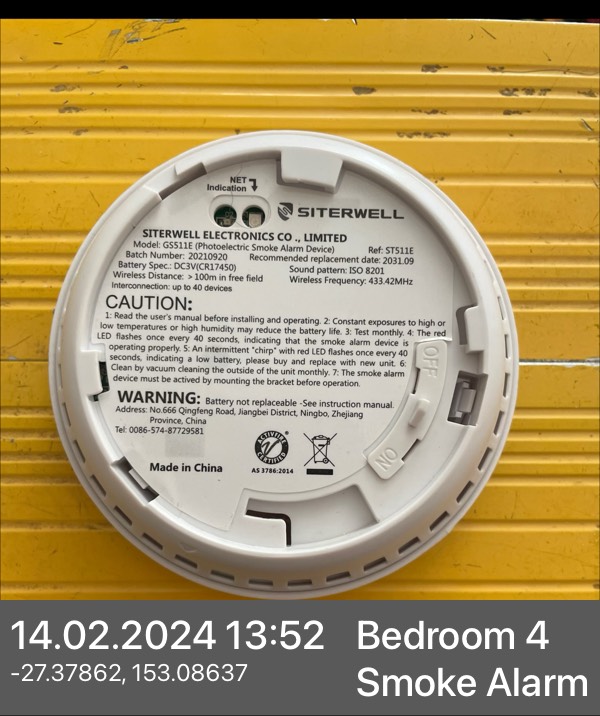 NET
Indication
SITERWELL
SITERWELL ELECTRONICS CO ., LIMITED
Model: GS511E (Photoelectric Smoke Alarm Device) Ref: ST511E
Batch Number: 20210920 Recommended replacement date: 2031.09
Battery Spec.: DC3V(CR17450) Sound pattern: ISO 8201
Wireless Distance: >100m in free field Wireless Frequency: 433.42MHz
Interconnection: up to 40 devices
CAUTION:
1: Read the user's manual before installing and operating. 2: Constant exposures to high or
low temperatures or high humidity may reduce the battery life. 3: Test monthly. 4: The red
LED flashes once every 40 seconds, indicating that the smoke alarm device is
operating properly. 5: An intermittent "chirp" with red LED flashes once every 40
seconds, indicating a low battery, please buy and replace with new unit. 6:
Clean by vacuum cleaning the outside of the unit monthly. 7: The smoke alarm
device must be actived by mounting the bracket before operation.
WARNING: Battery not replaceable -See instruction manual.
Address: No.666 Qingfeng Road, Jiangbei District, Ningbo, Zhejiang
Province, China
Tel: 0086-574-87729581
OFF
ON
ACTIVFIRE
CERTIFIED
AS 3786:2014
Made in China
14.02.2024 13:52
-27.37862, 153.08637
Bedroom 4
Smoke Alarm